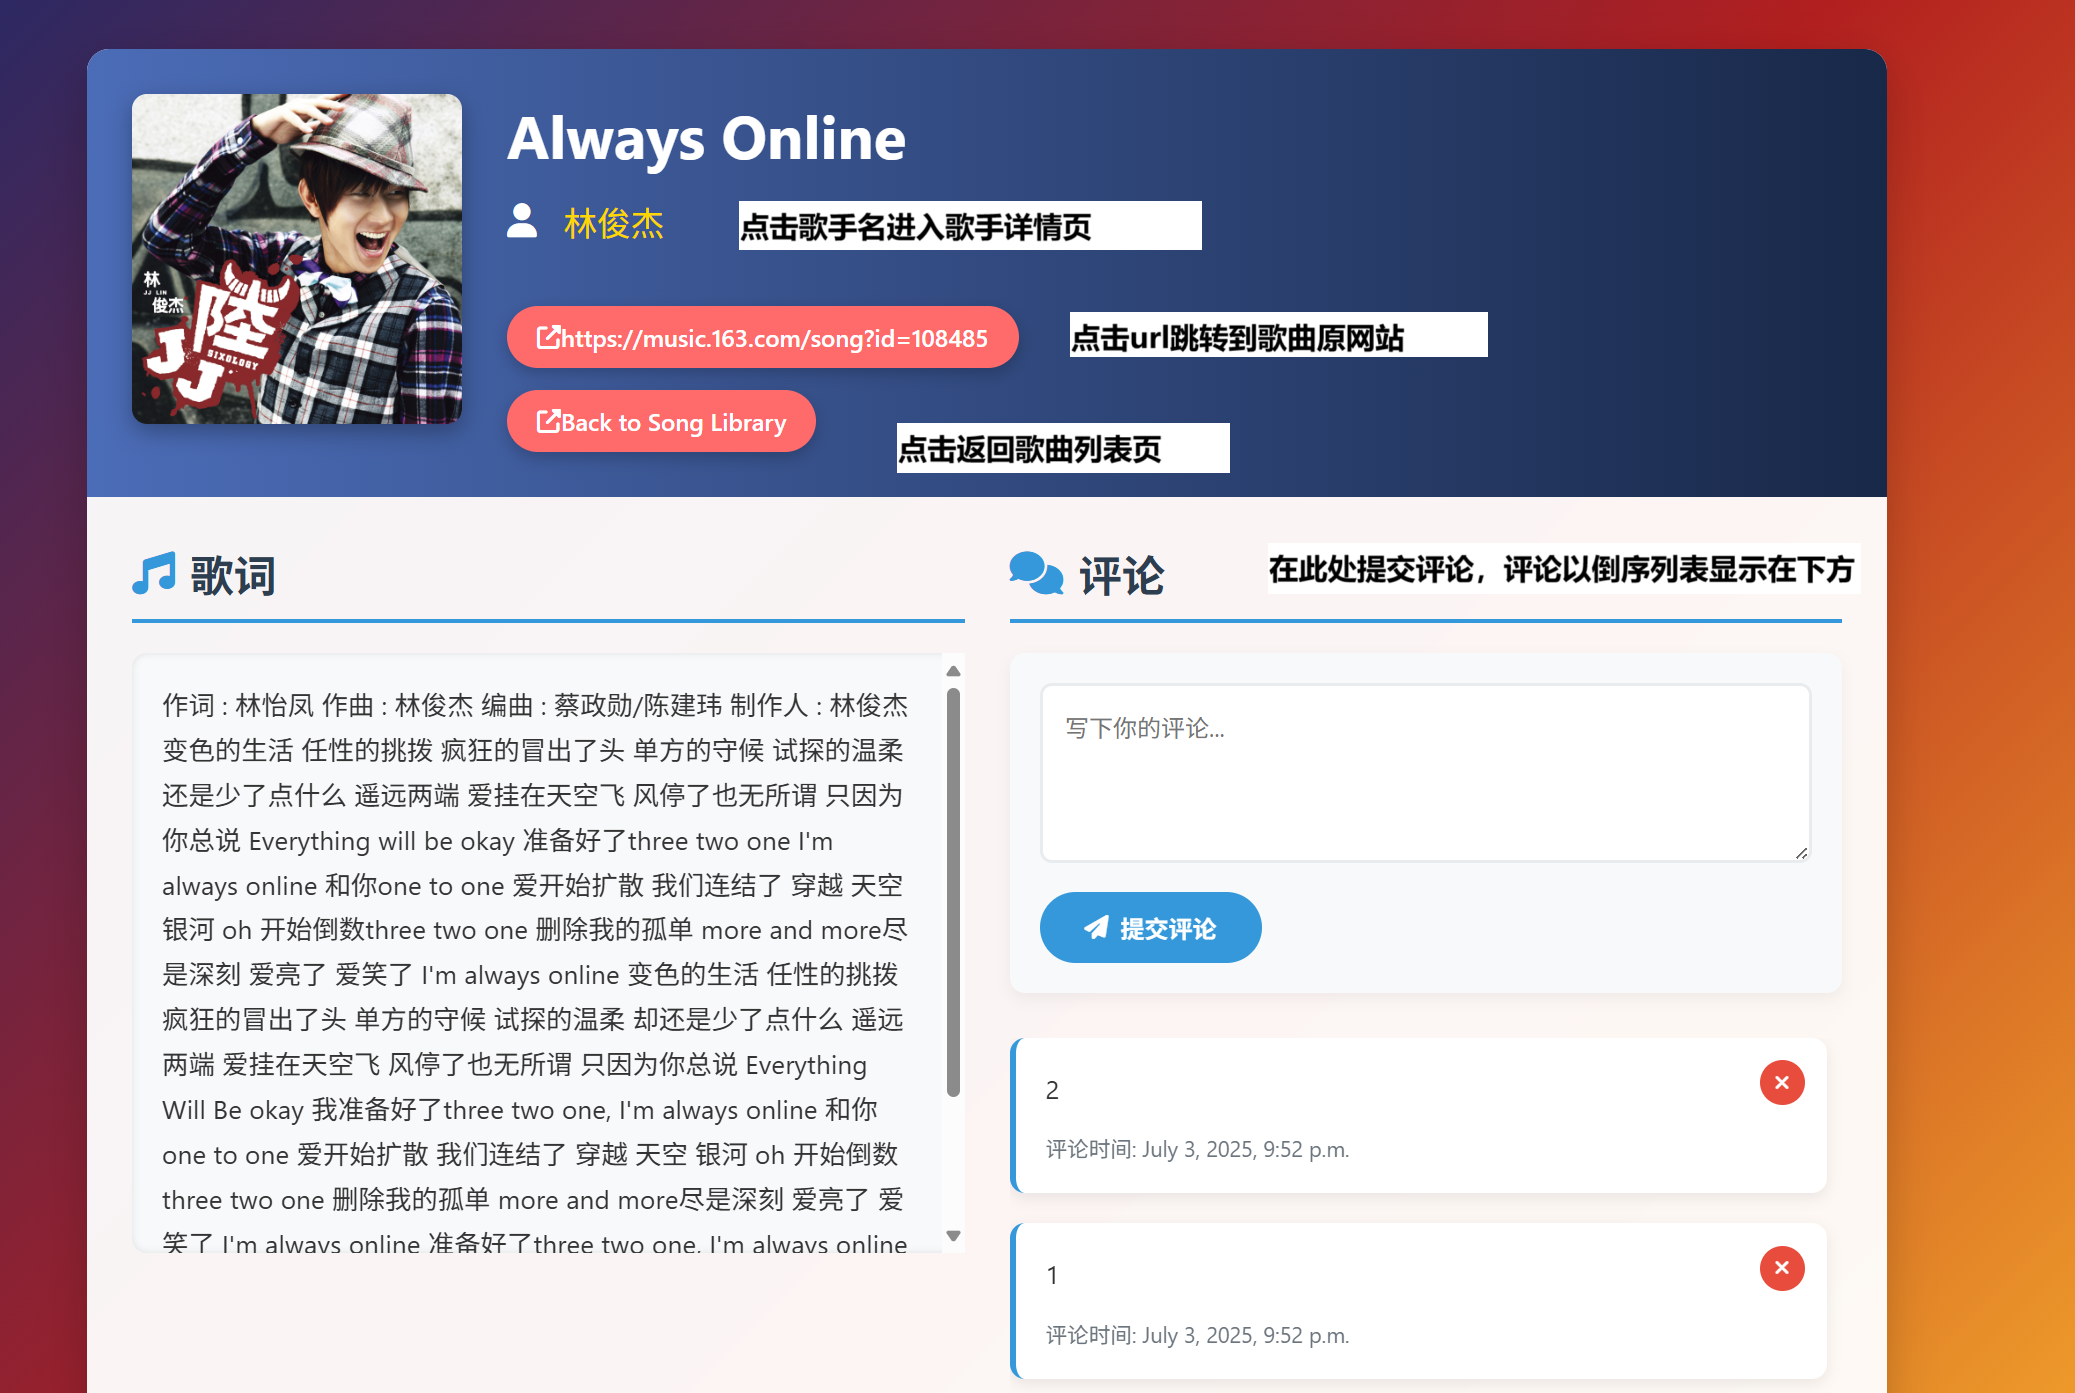 Always Online
林俊杰
点击歌手名进入歌手详情页
https://music.163.com/song?id=108485
点击url跳转到歌曲原网站
Back to Song Library
点击返回歌曲列表页
林
JJ LIN
俊杰
陸
SIXOLOGY
JJ
歌词
作词 : 林怡凤 作曲 : 林俊杰 编曲 : 蔡政勋/陈建玮 制作人 : 林俊杰
变色的生活 任性的挑拨 疯狂的冒出了头 单方的守候 试探的温柔
还是少了点什么 遥远两端 爱挂在天空飞 风停了也无所谓 只因为
你总说 Everything will be okay 准备好了three two one I'm
always online 和你one to one 爱开始扩散 我们连结了 穿越 天空
银河 oh 开始倒数three two one 删除我的孤单 more and more尽
是深刻 爱亮了 爱笑了 I'm always online 变色的生活 任性的挑拨
疯狂的冒出了头 单方的守候 试探的温柔 却还是少了点什么 遥远
两端 爱挂在天空飞 风停了也无所谓 只因为你总说 Everything
Will Be okay 我准备好了three two one, I'm always online 和你
one to one 爱开始扩散 我们连结了 穿越 天空 银河 oh 开始倒数
three two one 删除我的孤单 more and more尽是深刻 爱亮了 爱
笑了 I'm always online 准备好了three two one, I'm always online
评论
在此处提交评论，评论以倒序列表显示在下方
写下你的评论...
提交评论
2
评论时间: July 3, 2025, 9:52 p.m.
1
评论时间: July 3, 2025, 9:52 p.m.